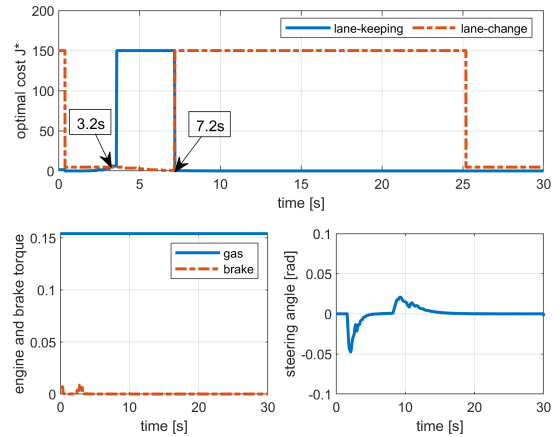 200
lane-keeping
lane-change
150
100
50
0
optimal cost J*
3.2s
7.2s
0 5 10 15 20 25 30
time [s]
0.15
0.1
0.05
0
engine and brake torque
gas
brake
0 10 20 30
time [s]
0.1
0.05
0
-0.05
-0.1
steering angle [rad]
0 10 20 30
time [s]